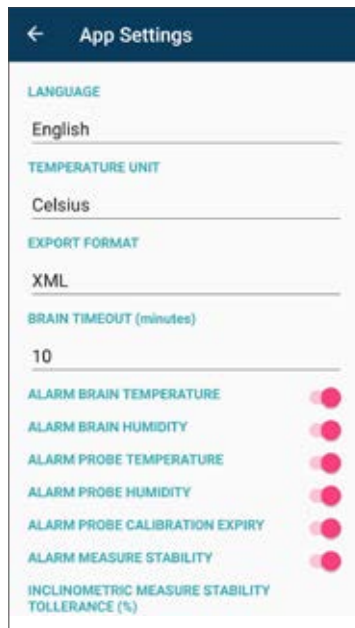 App Settings
LANGUAGE
English
TEMPERATURE UNIT
Celsius
EXPORT FORMAT
XML
BRAIN TIMEOUT (minutes)
10
ALARM BRAIN TEMPERATURE
ALARM BRAIN HUMIDITY
ALARM PROBE TEMPERATURE
ALARM PROBE HUMIDITY
ALARM PROBE CALIBRATION EXPIRY
ALARM MEASURE STABILITY
INCLINOMETRIC MEASURE STABILITY
TOLLERANCE (%)